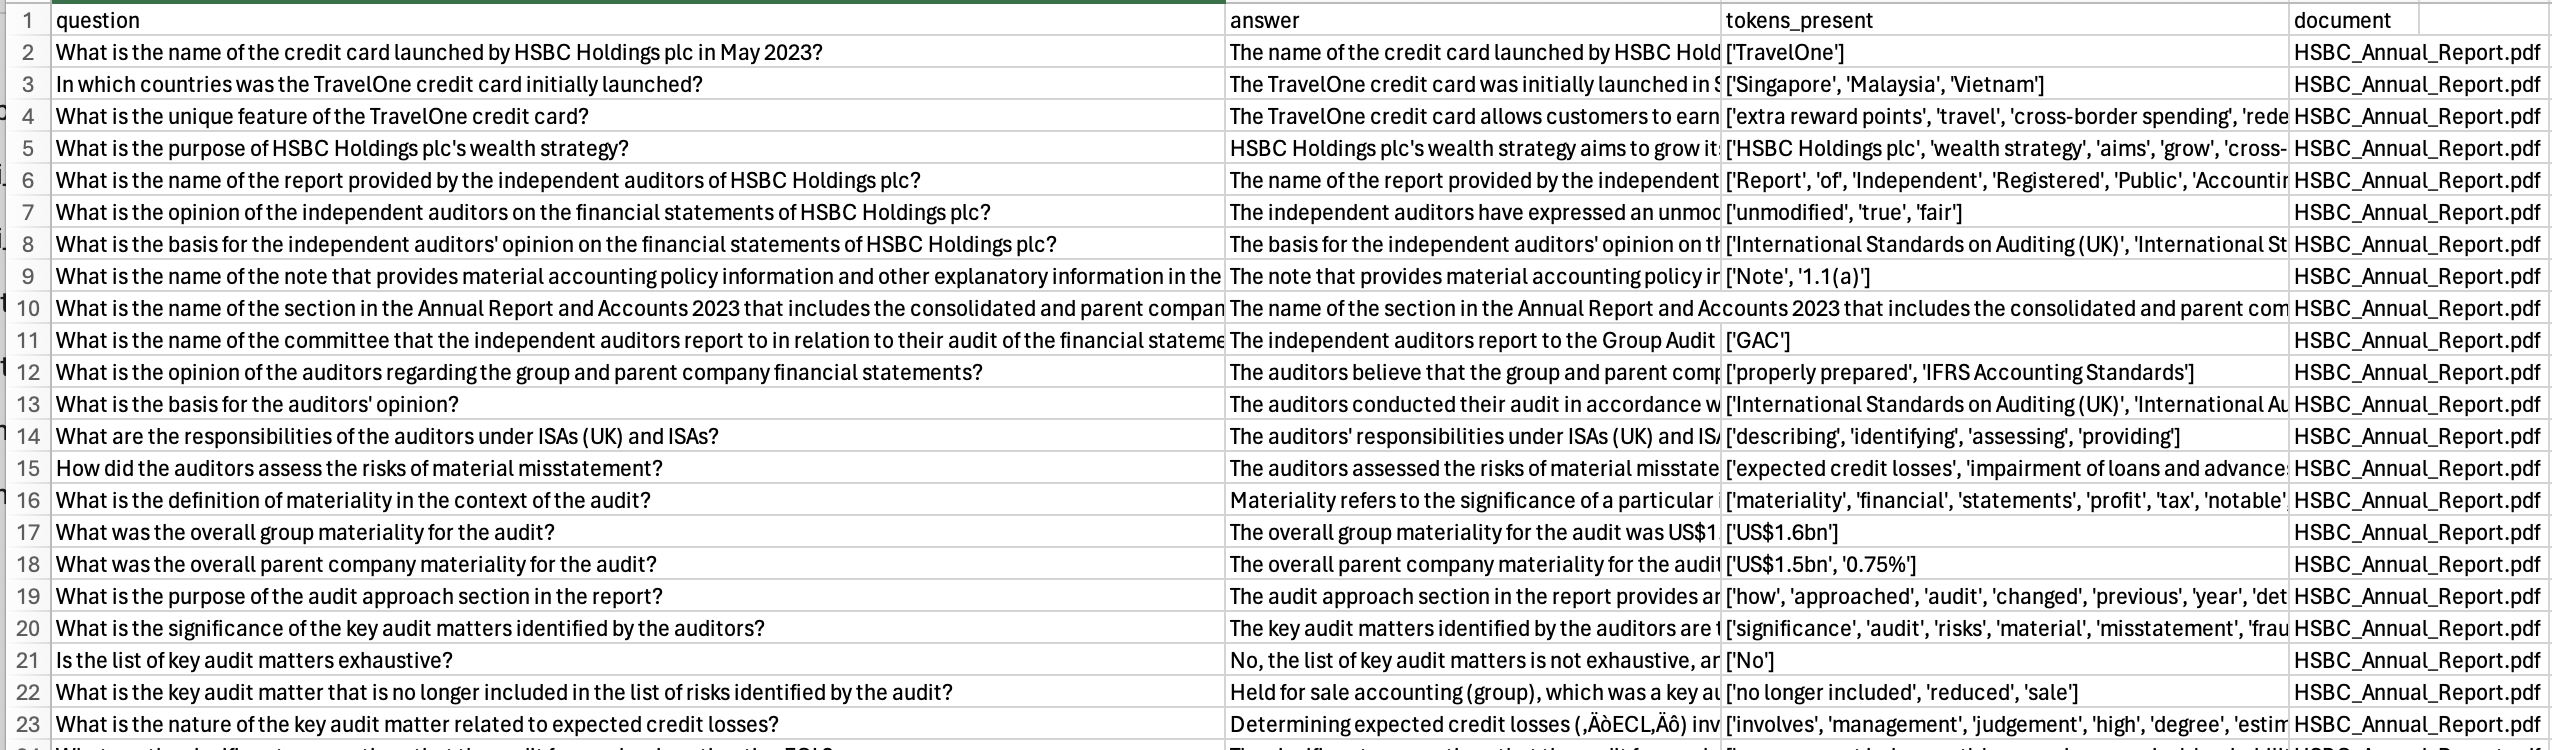 1 question answer tokens_present document
2 What is the name of the credit card launched by HSBC Holdings plc in May 2023? The name of the credit card launched by HSBC Hold ['TravelOne'] HSBC_Annual_Report.pdf
3 In which countries was the TravelOne credit card initially launched? The TravelOne credit card was initially launched in S ['Singapore', 'Malaysia', 'Vietnam'] HSBC_Annual_Report.pdf
4 What is the unique feature of the TravelOne credit card? The TravelOne credit card allows customers to earn ['extra reward points', 'travel', 'cross-border spending', 'rede HSBC_Annual_Report.pdf
5 What is the purpose of HSBC Holdings plc's wealth strategy? HSBC Holdings plc's wealth strategy aims to grow it ['HSBC Holdings plc', 'wealth strategy', 'aims', 'grow', 'cross- HSBC_Annual_Report.pdf
6 What is the name of the report provided by the independent auditors of HSBC Holdings plc? The name of the report provided by the independent ['Report', 'of', 'Independent', 'Registered', 'Public', 'Accountin HSBC_Annual_Report.pdf
7 What is the opinion of the independent auditors on the financial statements of HSBC Holdings plc? The independent auditors have expressed an unmod ['unmodified', 'true', 'fair'] HSBC_Annual_Report.pdf
8 What is the basis for the independent auditors' opinion on the financial statements of HSBC Holdings plc? The basis for the independent auditors' opinion on th ['International Standards on Auditing (UK)', 'International St HSBC_Annual_Report.pdf
9 What is the name of the note that provides material accounting policy information and other explanatory information in the The note that provides material accounting policy in ['Note', '1.1(a)'] HSBC_Annual_Report.pdf
10 What is the name of the section in the Annual Report and Accounts 2023 that includes the consolidated and parent compan The name of the section in the Annual Report and Accounts 2023 that includes the consolidated and parent com HSBC_Annual_Report.pdf
11 What is the name of the committee that the independent auditors report to in relation to their audit of the financial stateme The independent auditors report to the Group Audit ['GAC'] HSBC_Annual_Report.pdf
12 What is the opinion of the auditors regarding the group and parent company financial statements? The auditors believe that the group and parent comp ['properly prepared', 'IFRS Accounting Standards'] HSBC_Annual_Report.pdf
13 What is the basis for the auditors' opinion? The auditors conducted their audit in accordance w ['International Standards on Auditing (UK)', 'International Au HSBC_Annual_Report.pdf
14 What are the responsibilities of the auditors under ISAs (UK) and ISAs? The auditors' responsibilities under ISAs (UK) and ISA ['describing', 'identifying', 'assessing', 'providing'] HSBC_Annual_Report.pdf
15 How did the auditors assess the risks of material misstatement? The auditors assessed the risks of material misstate ['expected credit losses', 'impairment of loans and advances HSBC_Annual_Report.pdf
16 What is the definition of materiality in the context of the audit? Materiality refers to the significance of a particular i ['materiality', 'financial', 'statements', 'profit', 'tax', 'notable' HSBC_Annual_Report.pdf
17 What was the overall group materiality for the audit? The overall group materiality for the audit was US$1. ['US$1.6bn'] HSBC_Annual_Report.pdf
18 What was the overall parent company materiality for the audit? The overall parent company materiality for the audit ['US$1.5bn', '0.75%'] HSBC_Annual_Report.pdf
19 What is the purpose of the audit approach section in the report? The audit approach section in the report provides an ['how', 'approached', 'audit', 'changed', 'previous', 'year', 'det HSBC_Annual_Report.pdf
20 What is the significance of the key audit matters identified by the auditors? The key audit matters identified by the auditors are t ['significance', 'audit', 'risks', 'material', 'misstatement', 'frau HSBC_Annual_Report.pdf
21 Is the list of key audit matters exhaustive? No, the list of key audit matters is not exhaustive, an ['No'] HSBC_Annual_Report.pdf
22 What is the key audit matter that is no longer included in the list of risks identified by the audit? Held for sale accounting (group), which was a key au ['no longer included', 'reduced', 'sale'] HSBC_Annual_Report.pdf
23 What is the nature of the key audit matter related to expected credit losses? Determining expected credit losses (‚ÄòECL‚Äô) inv ['involves', 'management', 'judgement', 'high', 'degree', 'estim HSBC_Annual_Report.pdf